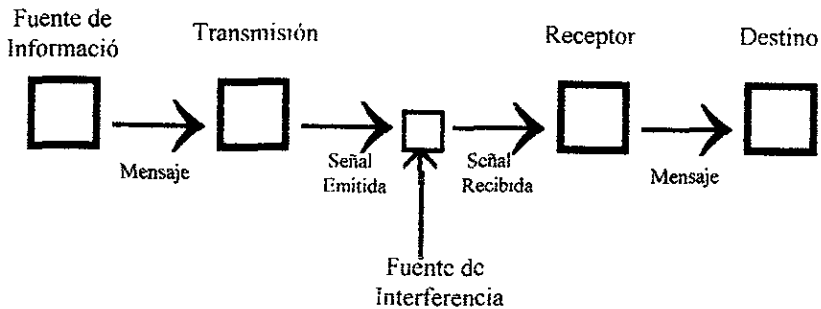 Fuente de
Informació
Transmisión
Receptor
Destino
Mensaje
Señal
Emitida
Señal
Recibida
Mensaje
Fuente de
Interferencia